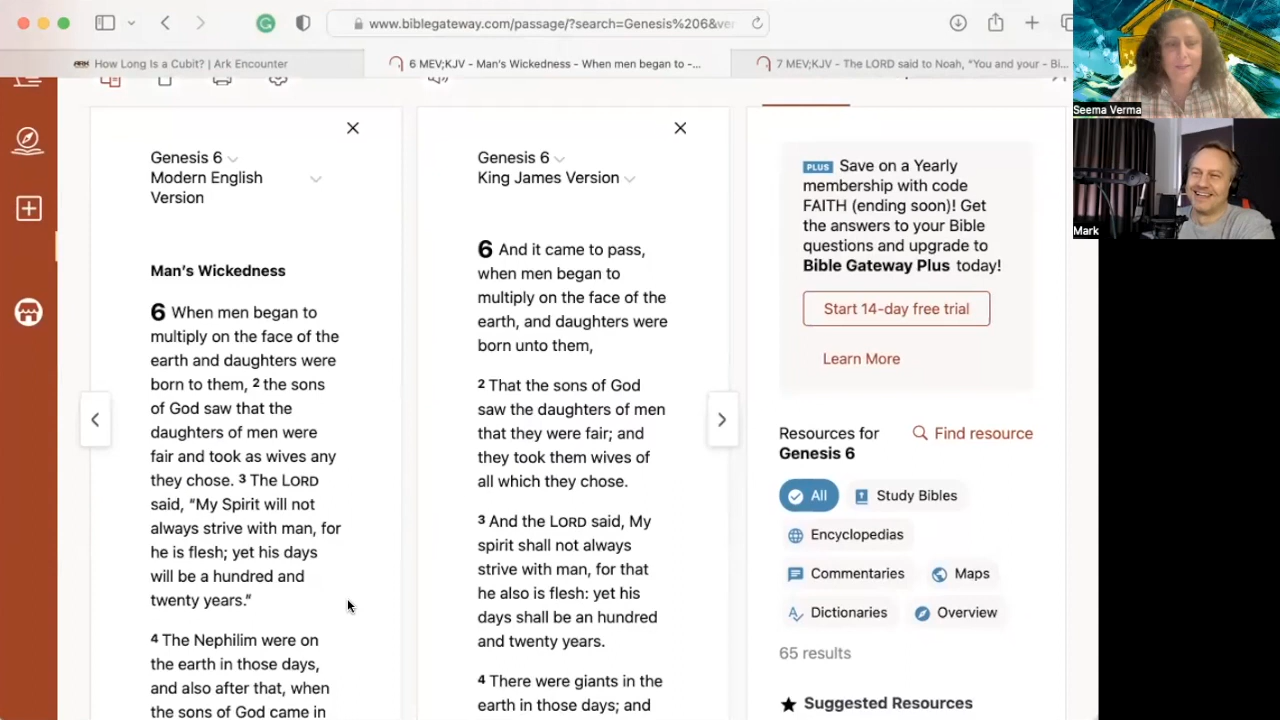 www.biblegateway.com/passage/?search=Genesis%206&ve
How Long Is a Cubit? | Ark Encounter
6 MEV;KJV - Man's Wickedness - When men began to -...
7 MEV;KJV - The LORD said to Noah, "You and your - Bi...
Seema Verma
Mark
Genesis 6
Modern English
Version
Man's Wickedness
6 When men began to
multiply on the face of the
earth and daughters were
born to them, 2 the sons
of God saw that the
daughters of men were
fair and took as wives any
they chose. 3 The LORD
said, “My Spirit will not
always strive with man, for
he is flesh; yet his days
will be a hundred and
twenty years.”
4 The Nephilim were on
the earth in those days,
and also after that, when
the sons of God came in
Genesis 6
King James Version
6 And it came to pass,
when men began to
multiply on the face of the
earth, and daughters were
born unto them,
2 That the sons of God
saw the daughters of men
that they were fair; and
they took them wives of
all which they chose.
3 And the LORD said, My
spirit shall not always
strive with man, for that
he also is flesh: yet his
days shall be an hundred
and twenty years.
4 There were giants in the
earth in those days; and
PLUS Save on a Yearly
membership with code
FAITH (ending soon)! Get
the answers to your Bible
questions and upgrade to
Bible Gateway Plus today!
Start 14-day free trial
Learn More
Resources for
Genesis 6
Find resource
All
Study Bibles
Encyclopedias
Commentaries
Maps
Dictionaries
Overview
65 results
Suggested Resources